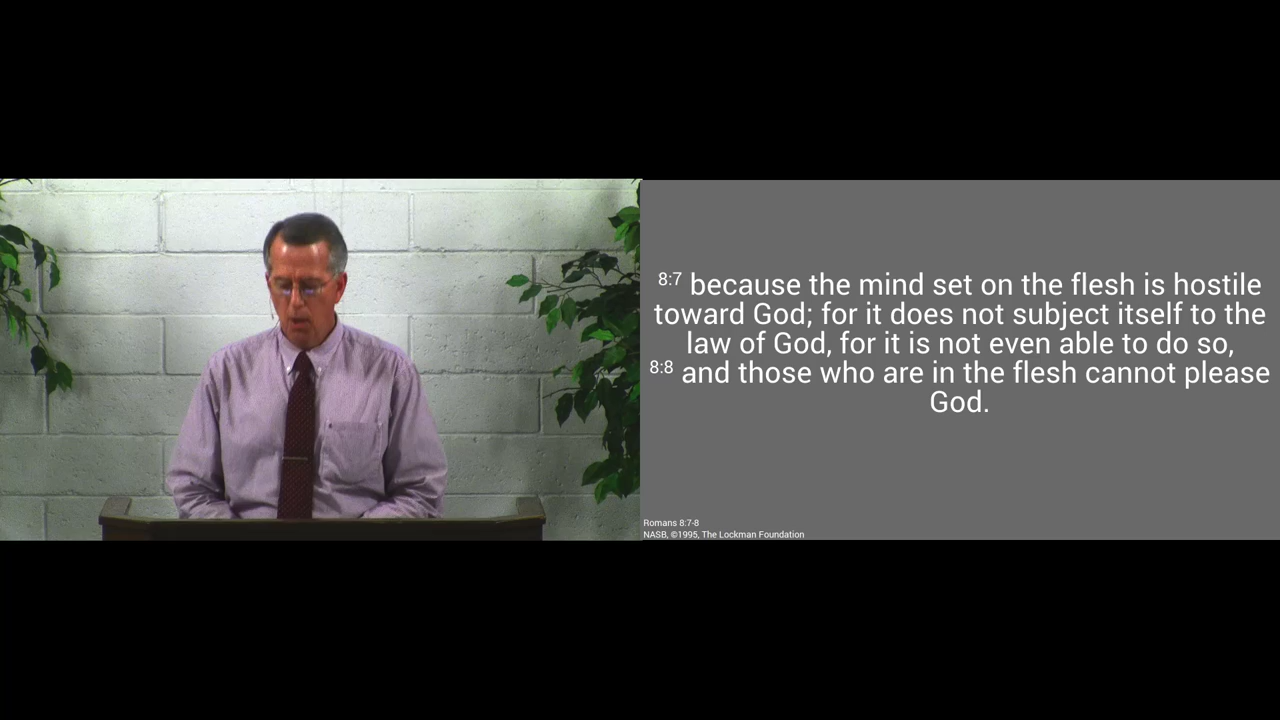 8:7 because the mind set on the flesh is hostile
toward God; for it does not subject itself to the
law of God, for it is not even able to do so,
8:8 and those who are in the flesh cannot please
God.
Romans 8:7-8
NASB, ©1995, The Lockman Foundation